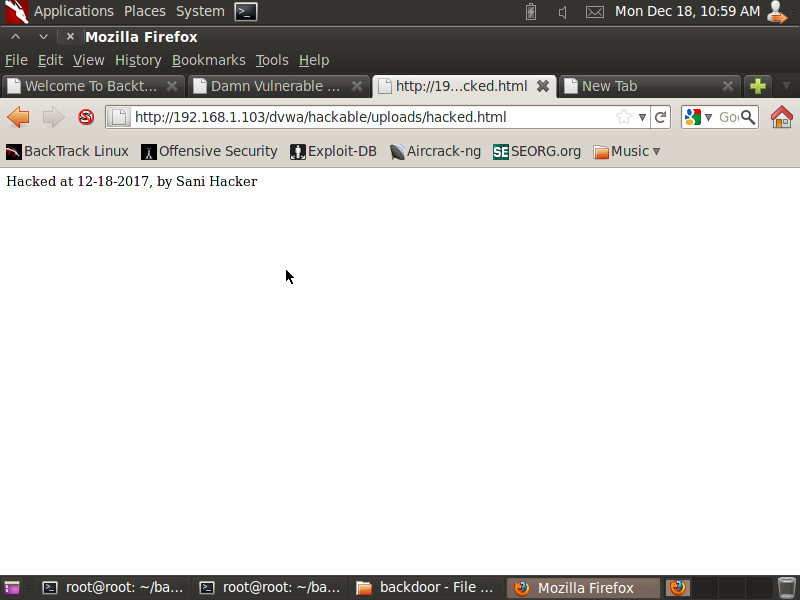 Applications Places System Mon Dec 18, 10:59 AM
Mozilla Firefox
File Edit View History Bookmarks Tools Help
Welcome To Backt... Damn Vulnerable ... http://19...cked.html New Tab
http://192.168.1.103/dvwa/hackable/uploads/hacked.html Goo
BackTrack Linux Offensive Security Exploit-DB Aircrack-ng SE SEORG.org Music
Hacked at 12-18-2017, by Sani Hacker
root@root: ~/ba... root@root: ~/ba... backdoor - File ... Mozilla Firefox